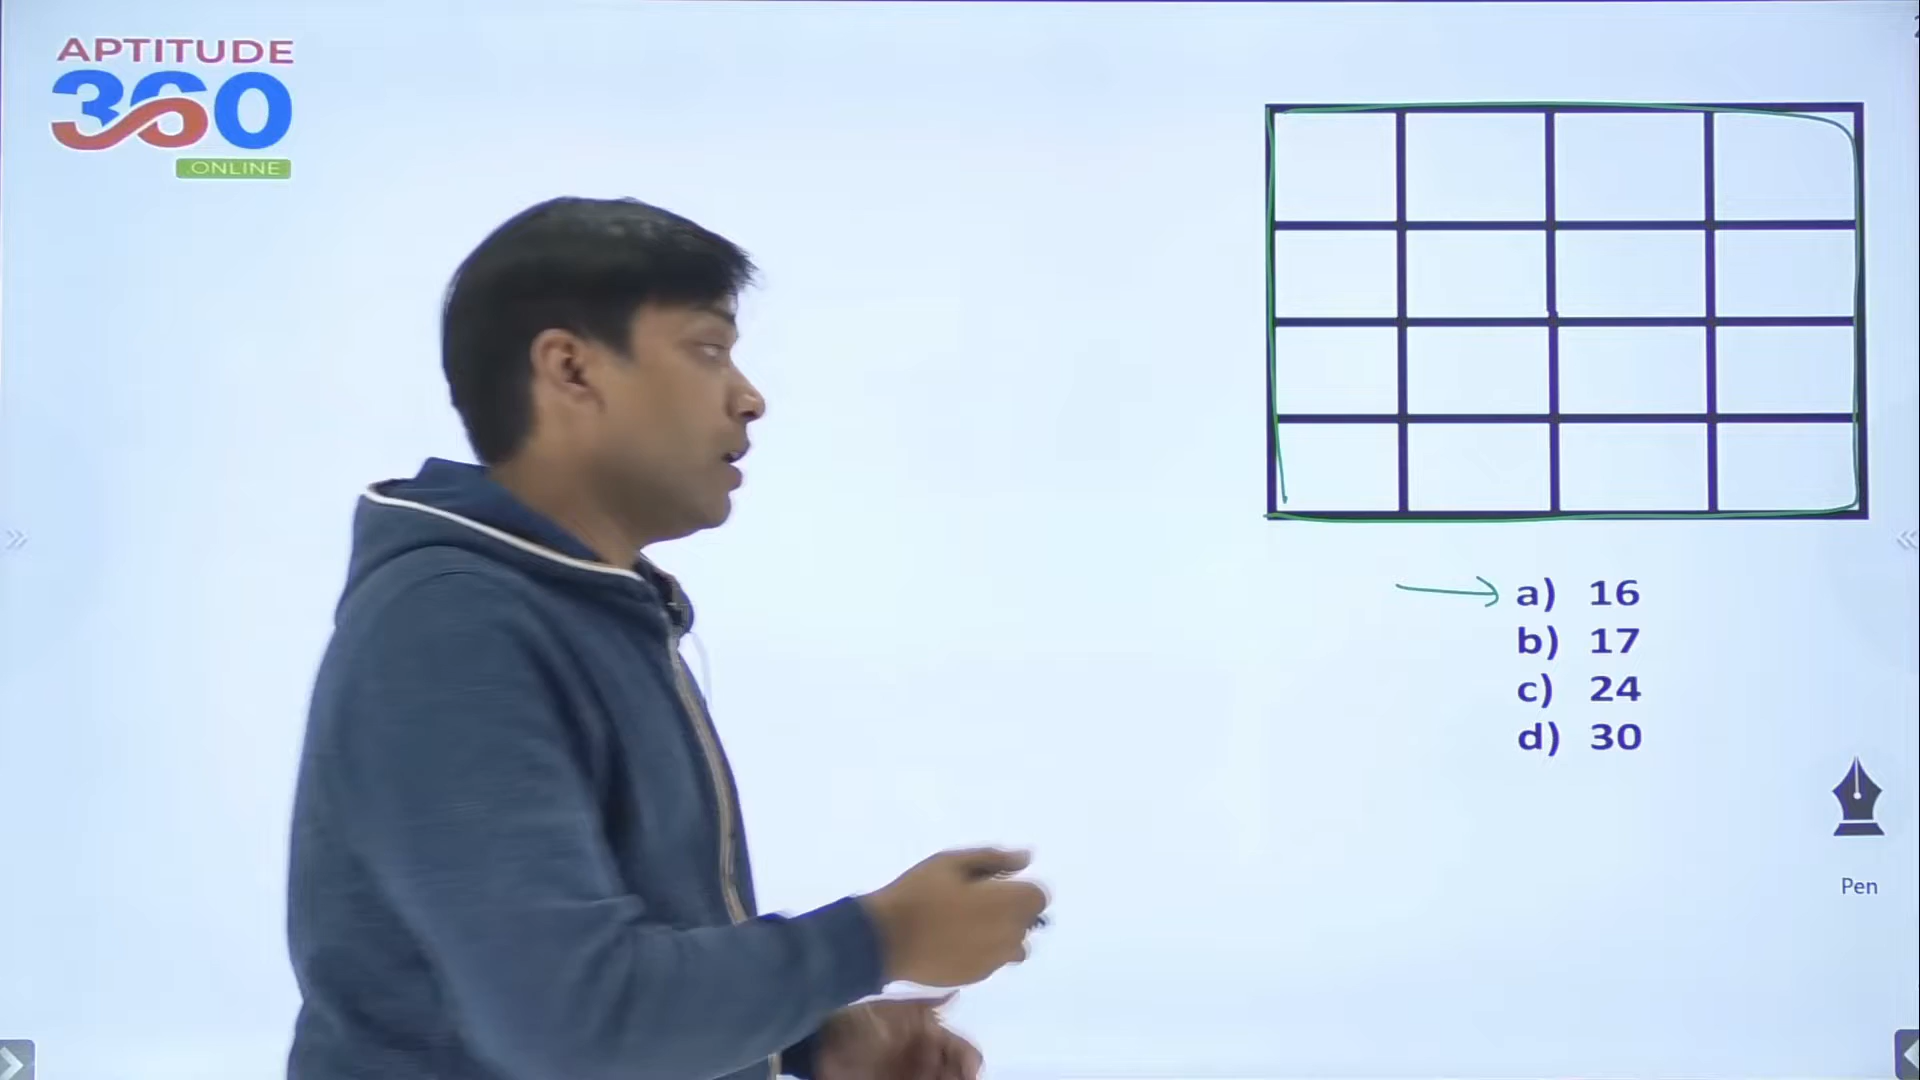 APTITUDE
360
.ONLINE
a) 16
b) 17
c) 24
d) 30
Pen